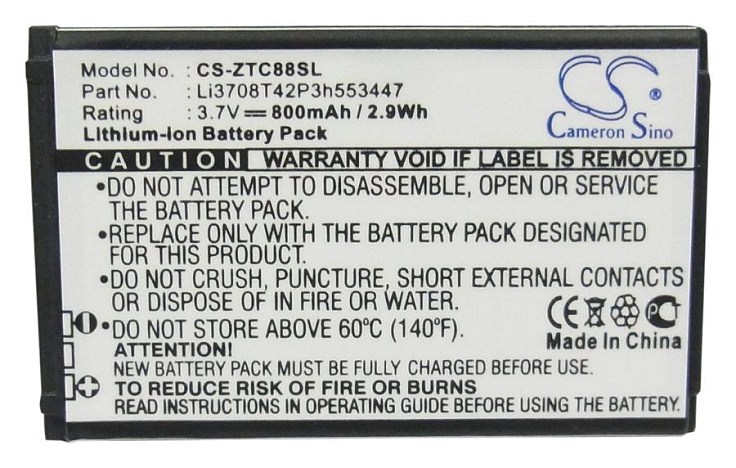 Model No. : CS-ZTC88SL
Part No. : Li3708T42P3h553447
Rating : 3.7V 800mAh / 2.9Wh
Lithium-ion Battery Pack
CS ®
Cameron Sino
CAUTION WARRANTY VOID IF LABEL IS REMOVED
•DO NOT ATTEMPT TO DISASSEMBLE, OPEN OR SERVICE
THE BATTERY PACK.
•REPLACE ONLY WITH THE BATTERY PACK DESIGNATED
FOR THIS PRODUCT.
•DO NOT CRUSH, PUNCTURE, SHORT EXTERNAL CONTACTS
OR DISPOSE OF IN FIRE OR WATER.
•DO NOT STORE ABOVE 60°C (140°F).
CE
Made In China
ATTENTION!
NEW BATTERY PACK MUST BE FULLY CHARGED BEFORE USE.
TO REDUCE RISK OF FIRE OR BURNS
READ INSTRUCTIONS IN OPERATING GUIDE BEFORE USING THE BATTERY.